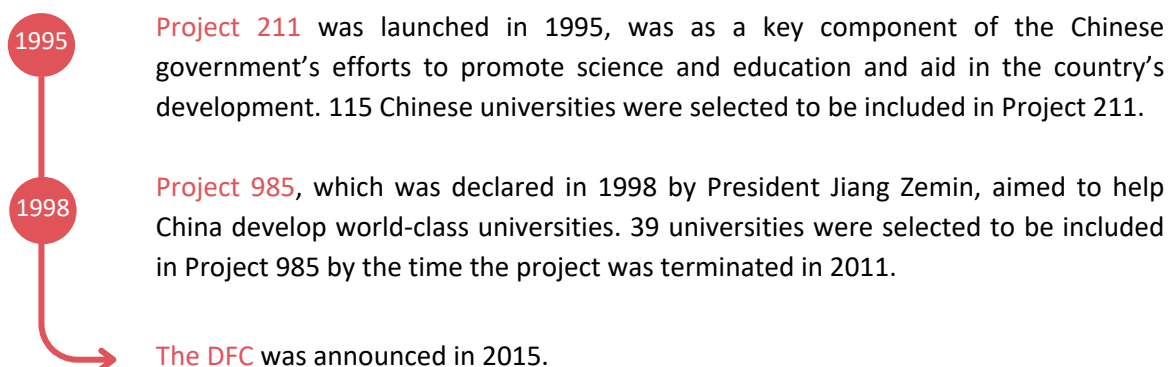 1995
Project 211 was launched in 1995, was as a key component of the Chinese
government’s efforts to promote science and education and aid in the country’s
development. 115 Chinese universities were selected to be included in Project 211.
1998
Project 985, which was declared in 1998 by President Jiang Zemin, aimed to help
China develop world-class universities. 39 universities were selected to be included
in Project 985 by the time the project was terminated in 2011.
The DFC was announced in 2015.